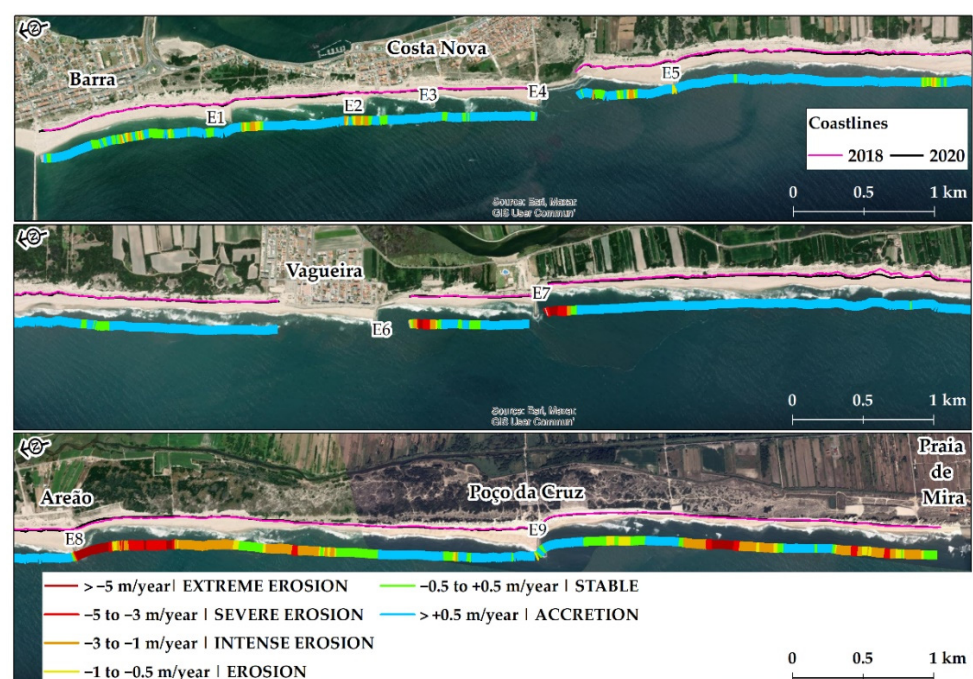 Barra
Costa Nova
E1
E2
E3
E4
E5
Coastlines
2018
2020
0 0.5 1 km
Source: Esri, Maxar,
GIS User Commun'
Vagueira
E6
E7
0 0.5 1 km
Source: Esri, Maxar,
GIS User Commun'
Areão
Poço da Cruz
Praia
de
Mira
E8
E9
> −5 m/year| EXTREME EROSION
−5 to −3 m/year | SEVERE EROSION
−3 to −1 m/year | INTENSE EROSION
−1 to −0.5 m/year | EROSION
−0.5 to +0.5 m/year | STABLE
> +0.5 m/year | ACCRETION
0 0.5 1 km